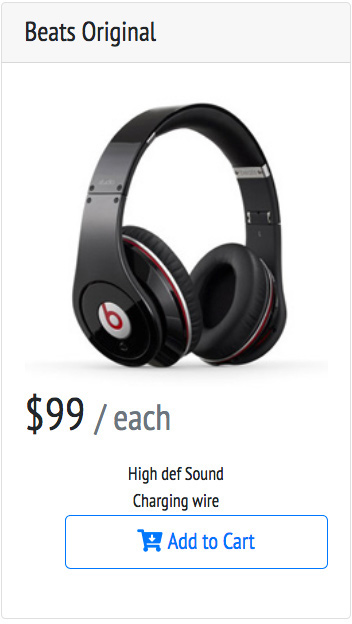 Beats Original
b
$99 / each
High def Sound
Charging wire
Add to Cart